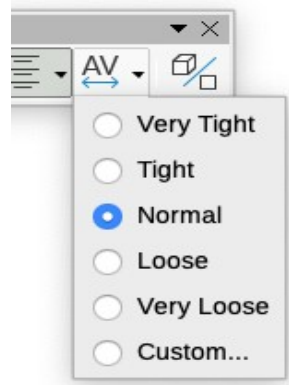 AV
Very Tight
Tight
Normal
Loose
Very Loose
Custom...